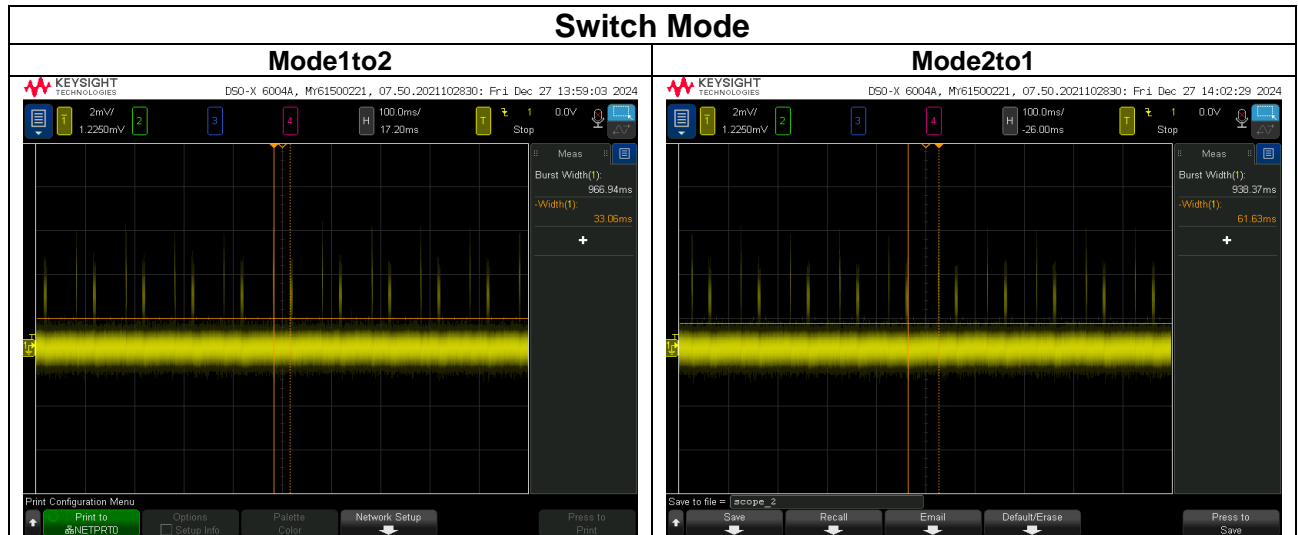 Switch Mode
Mode1to2
Mode2to1
KEYSIGHT
TECHNOLOGIES
DSO-X 6004A, MY61500221, 07.50.2021102830: Fri Dec 27 13:59:03 2024
1 2mV/ 2 3 4 H 100.0ms/ T 1 0.0V
1.2250mV 17.20ms Stop
Meas
Burst Width(1):
966.94ms
-Width(1):
33.06ms
+
T
1
Print Configuration Menu
Print to Options Palette Network Setup Press to
NETPRT0 Setup Info Color Print
KEYSIGHT
TECHNOLOGIES
DSO-X 6004A, MY61500221, 07.50.2021102830: Fri Dec 27 14:02:29 2024
1 2mV/ 2 3 4 H 100.0ms/ T 1 0.0V
1.2250mV -26.00ms Stop
Meas
Burst Width(1):
938.37ms
-Width(1):
61.63ms
+
T
1
Save to file = scope_2
Save Recall Email Default/Erase Press to
Save